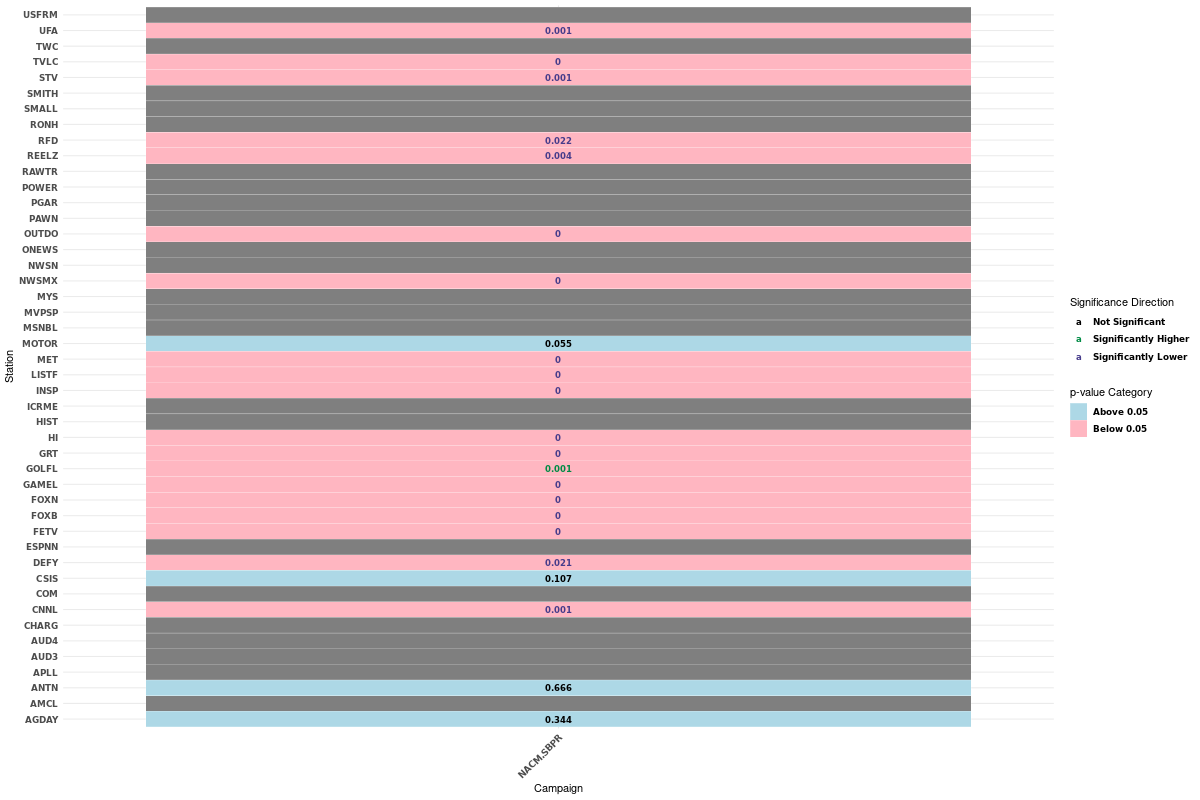 USFRM
UFA 0.001
TWC
TVLC 0
STV 0.001
SMITH
SMALL
RONH
RFD 0.022
REELZ 0.004
RAWTR
POWER
PGAR
PAWN
OUTDO 0
ONEWS
NWSN
NWSMX 0
MYS
MVPSP
MSNBL
MOTOR 0.055
MET 0
LISTF 0
INSP 0
ICRME
HIST
HI 0
GRT 0
GOLFL 0.001
GAMEL 0
FOXN 0
FOXB 0
FETV 0
ESPNN
DEFY 0.021
CSIS 0.107
COM
CNNL 0.001
CHARG
AUD4
AUD3
APLL
ANTN 0.666
AMCL
AGDAY 0.344
Station
NACM.SBPR
Campaign
Significance Direction
a Not Significant
a Significantly Higher
a Significantly Lower
p-value Category
Above 0.05
Below 0.05